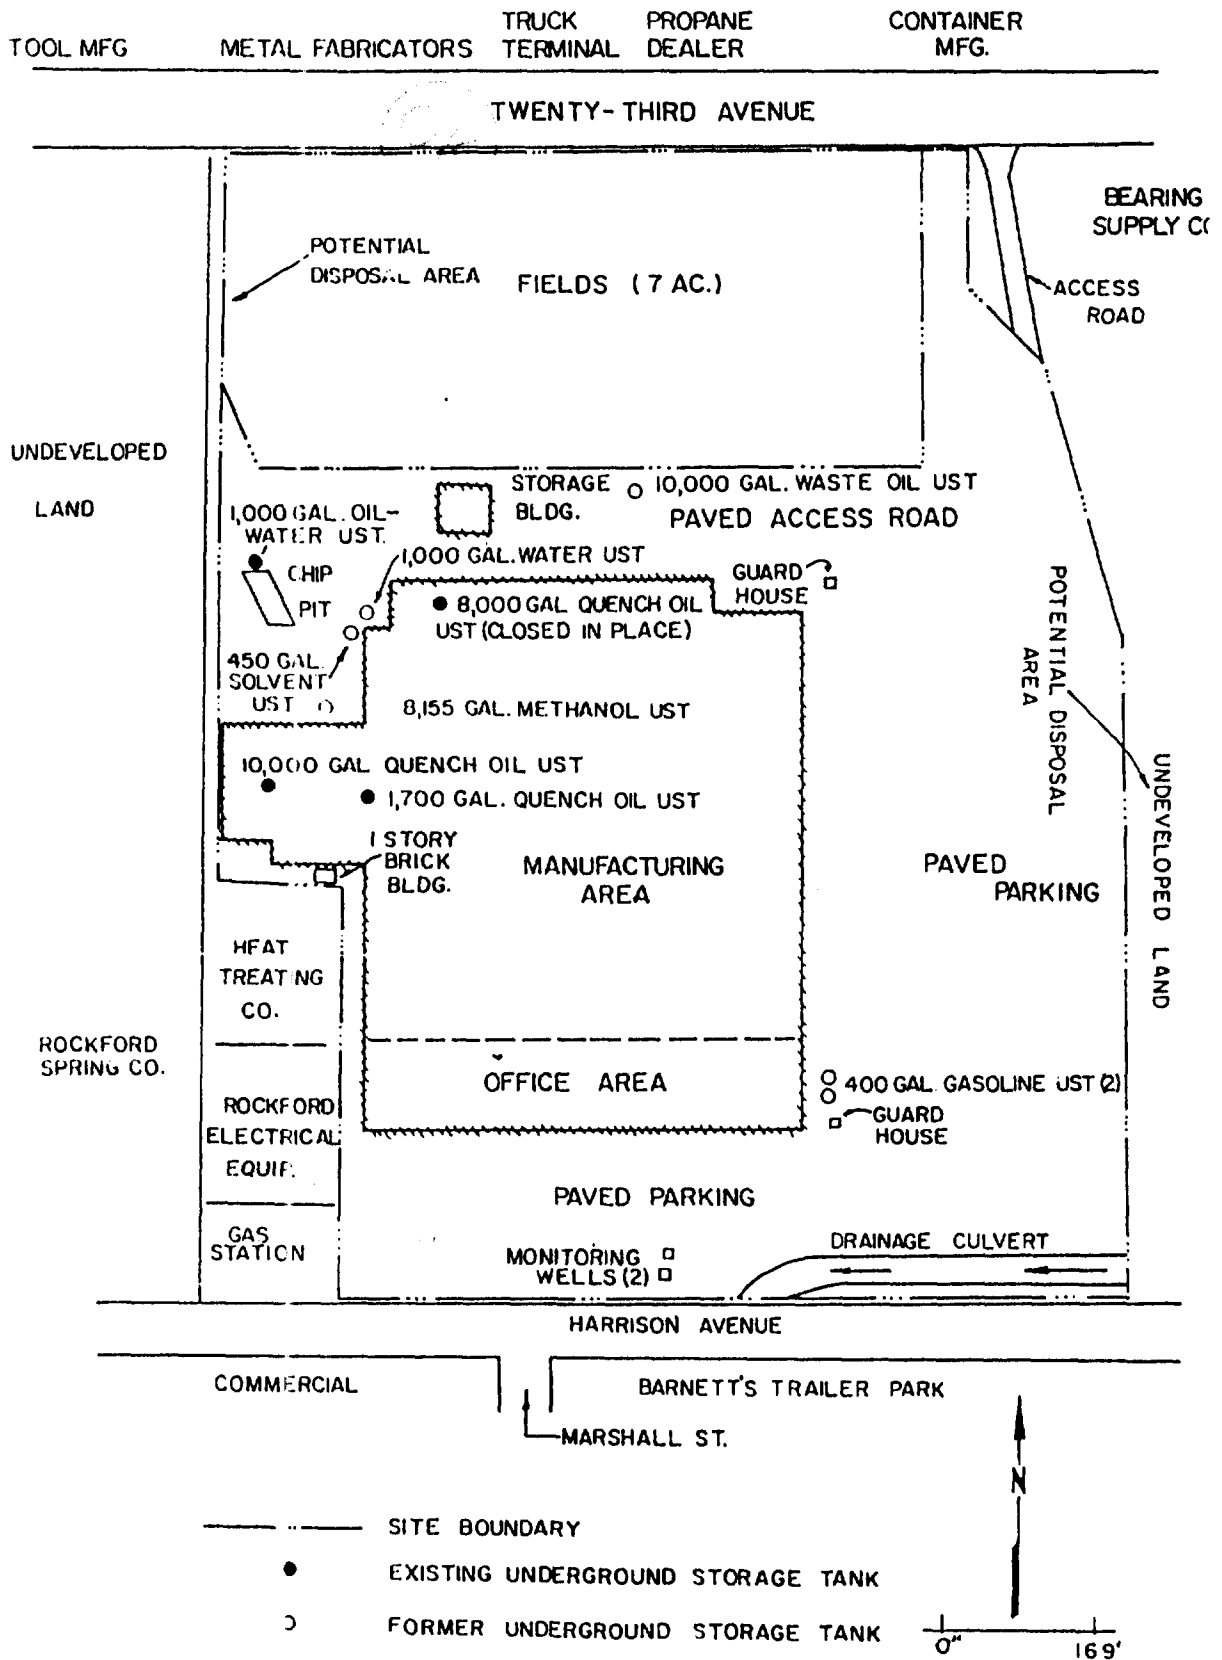 TRUCK PROPANE CONTAINER
TOOL MFG METAL FABRICATORS TERMINAL DEALER MFG.
TWENTY-THIRD AVENUE
BEARING
SUPPLY CO
POTENTIAL
DISPOSAL AREA
FIELDS (7 AC.)
ACCESS
ROAD
UNDEVELOPED
LAND
STORAGE
BLDG.
10,000 GAL. WASTE OIL UST
PAVED ACCESS ROAD
1,000 GAL. OIL-
WATER UST.
1,000 GAL. WATER UST
CHIP
PIT
GUARD
HOUSE
8,000 GAL QUENCH OIL
UST (CLOSED IN PLACE)
450 GAL.
SOLVENT
UST
8,155 GAL. METHANOL UST
POTENTIAL DISPOSAL
AREA
10,000 GAL QUENCH OIL UST
1,700 GAL. QUENCH OIL UST
UNDEVELOPED LAND
1 STORY
BRICK
BLDG.
MANUFACTURING
AREA
PAVED
PARKING
HEAT
TREATING
CO.
ROCKFORD
SPRING CO.
OFFICE AREA
400 GAL. GASOLINE UST (2)
GUARD
HOUSE
ROCKFORD
ELECTRICAL
EQUIP.
PAVED PARKING
GAS
STATION
MONITORING
WELLS (2)
DRAINAGE CULVERT
HARRISON AVENUE
COMMERCIAL
BARNETT'S TRAILER PARK
MARSHALL ST.
N
SITE BOUNDARY
EXISTING UNDERGROUND STORAGE TANK
FORMER UNDERGROUND STORAGE TANK
0" 169'